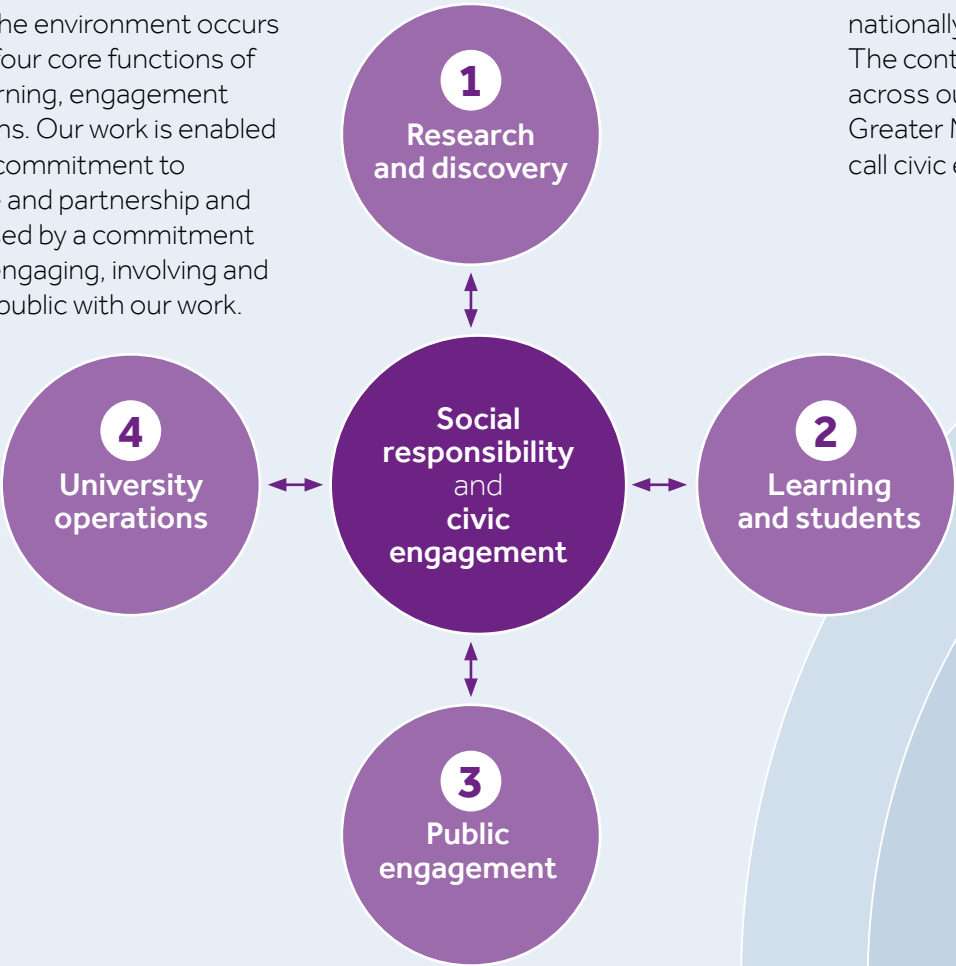 he environment occurs
four core functions of
rning, engagement
ns. Our work is enabled
commitment to
e and partnership and
ed by a commitment
engaging, involving and
public with our work.
nationally
The cont
across ou
Greater M
call civic e
1
Research
and discovery
4
University
operations
Social
responsibility
and
civic
engagement
2
Learning
and students
3
Public
engagement